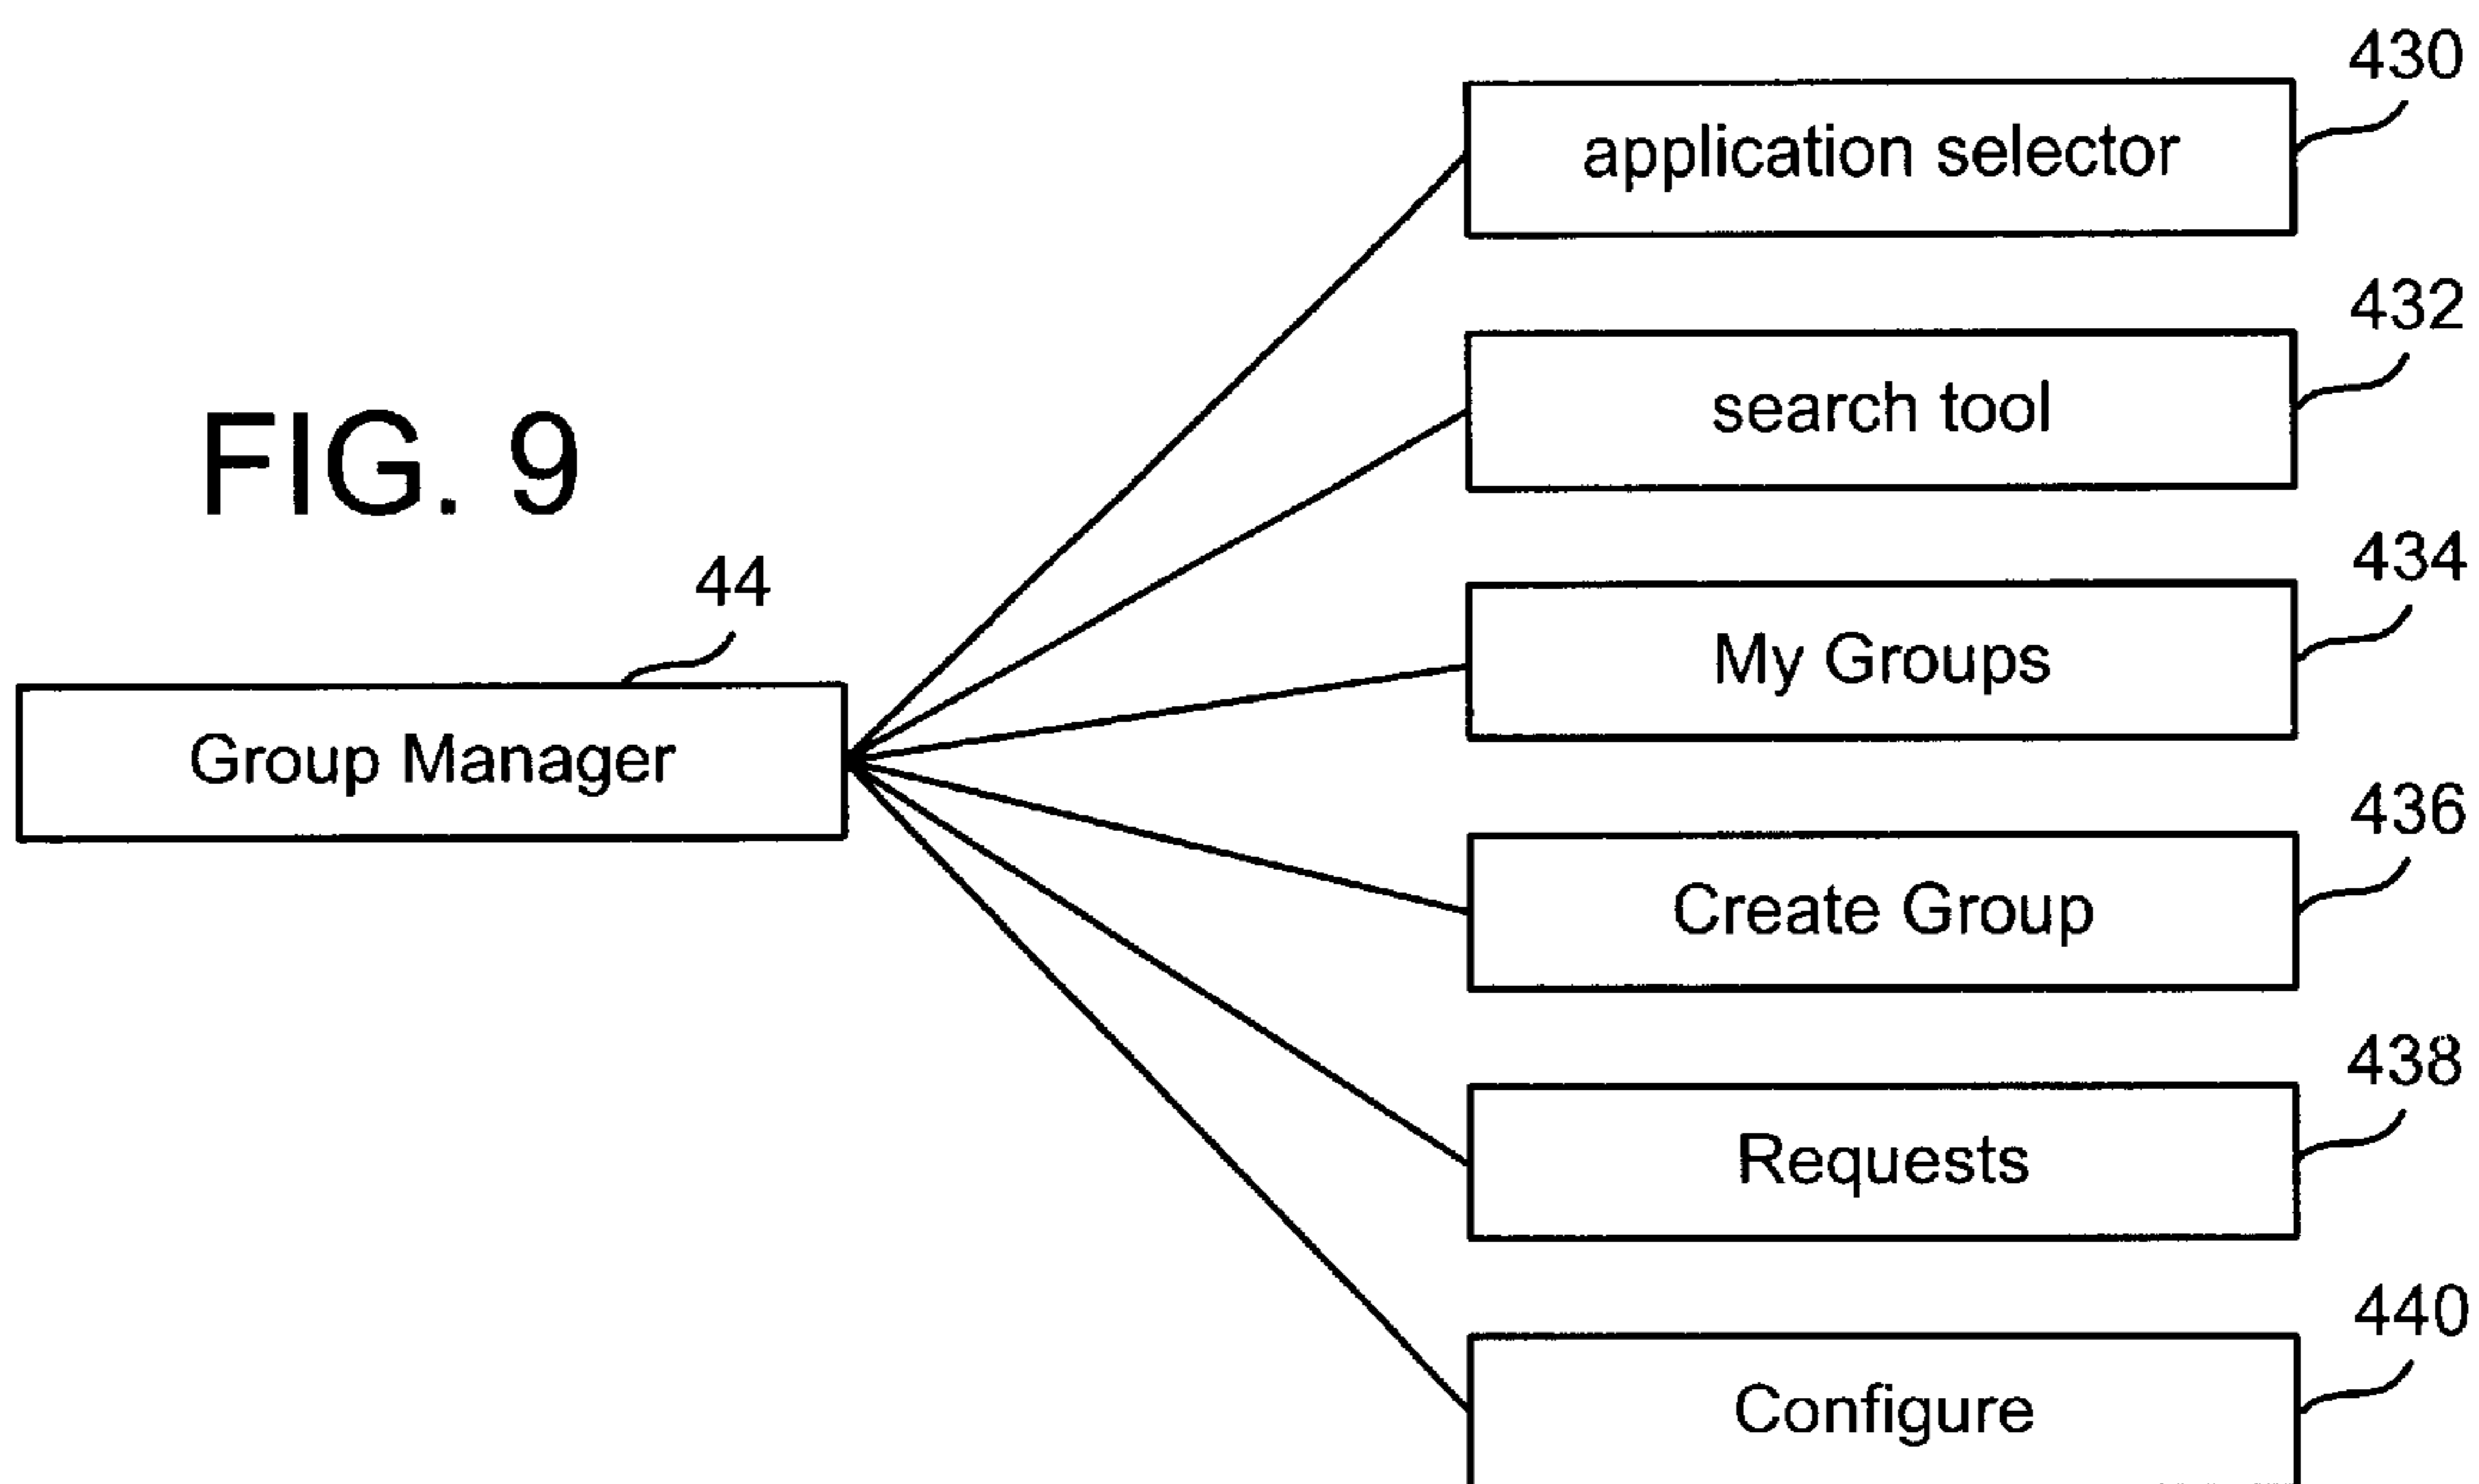 430
application selector
432
search tool
FIG. 9
434
44
My Groups
Group Manager
436
Create Group
438
Requests
440
Configure